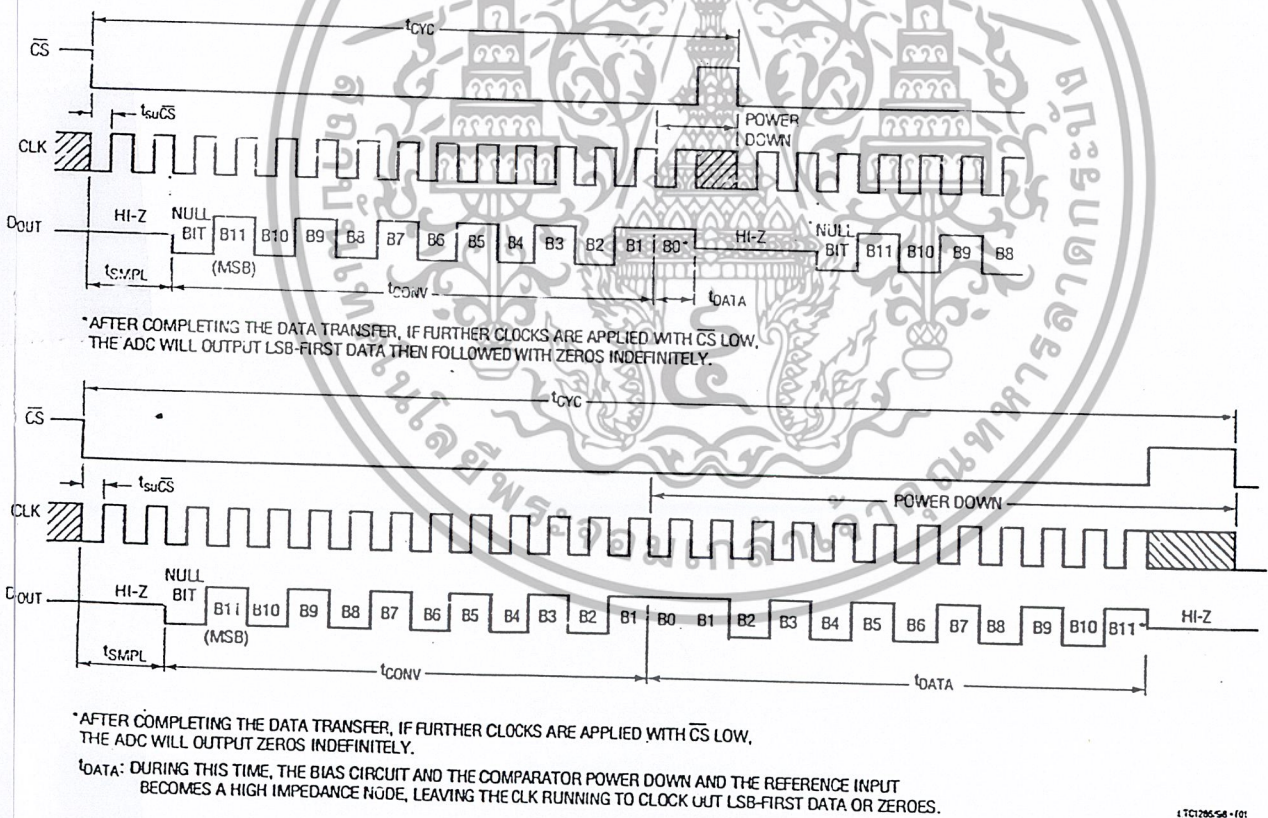 tCYC
CS
tsuCS
POWER
DOWN
CLK
DOUT HI-Z NULL BIT B11 B10 B9 B8 B7 B6 B5 B4 B3 B2 B1 B0* HI-Z NULL BIT B11 B10 B9 B8
(MSB)
tSMPL tCONV tDATA
*AFTER COMPLETING THE DATA TRANSFER, IF FURTHER CLOCKS ARE APPLIED WITH CS LOW,
THE ADC WILL OUTPUT LSB-FIRST DATA THEN FOLLOWED WITH ZEROS INDEFINITELY.
tCYC
CS
tsuCS
POWER DOWN
CLK
DOUT HI-Z NULL BIT B11 B10 B9 B8 B7 B6 B5 B4 B3 B2 B1 B0 B1 B2 B3 B4 B5 B6 B7 B8 B9 B10 B11* HI-Z
(MSB)
tSMPL tCONV tDATA
*AFTER COMPLETING THE DATA TRANSFER, IF FURTHER CLOCKS ARE APPLIED WITH CS LOW,
THE ADC WILL OUTPUT ZEROS INDEFINITELY.
tDATA: DURING THIS TIME, THE BIAS CIRCUIT AND THE COMPARATOR POWER DOWN AND THE REFERENCE INPUT
BECOMES A HIGH IMPEDANCE NODE, LEAVING THE CLK RUNNING TO CLOCK OUT LSB-FIRST DATA OR ZEROES.